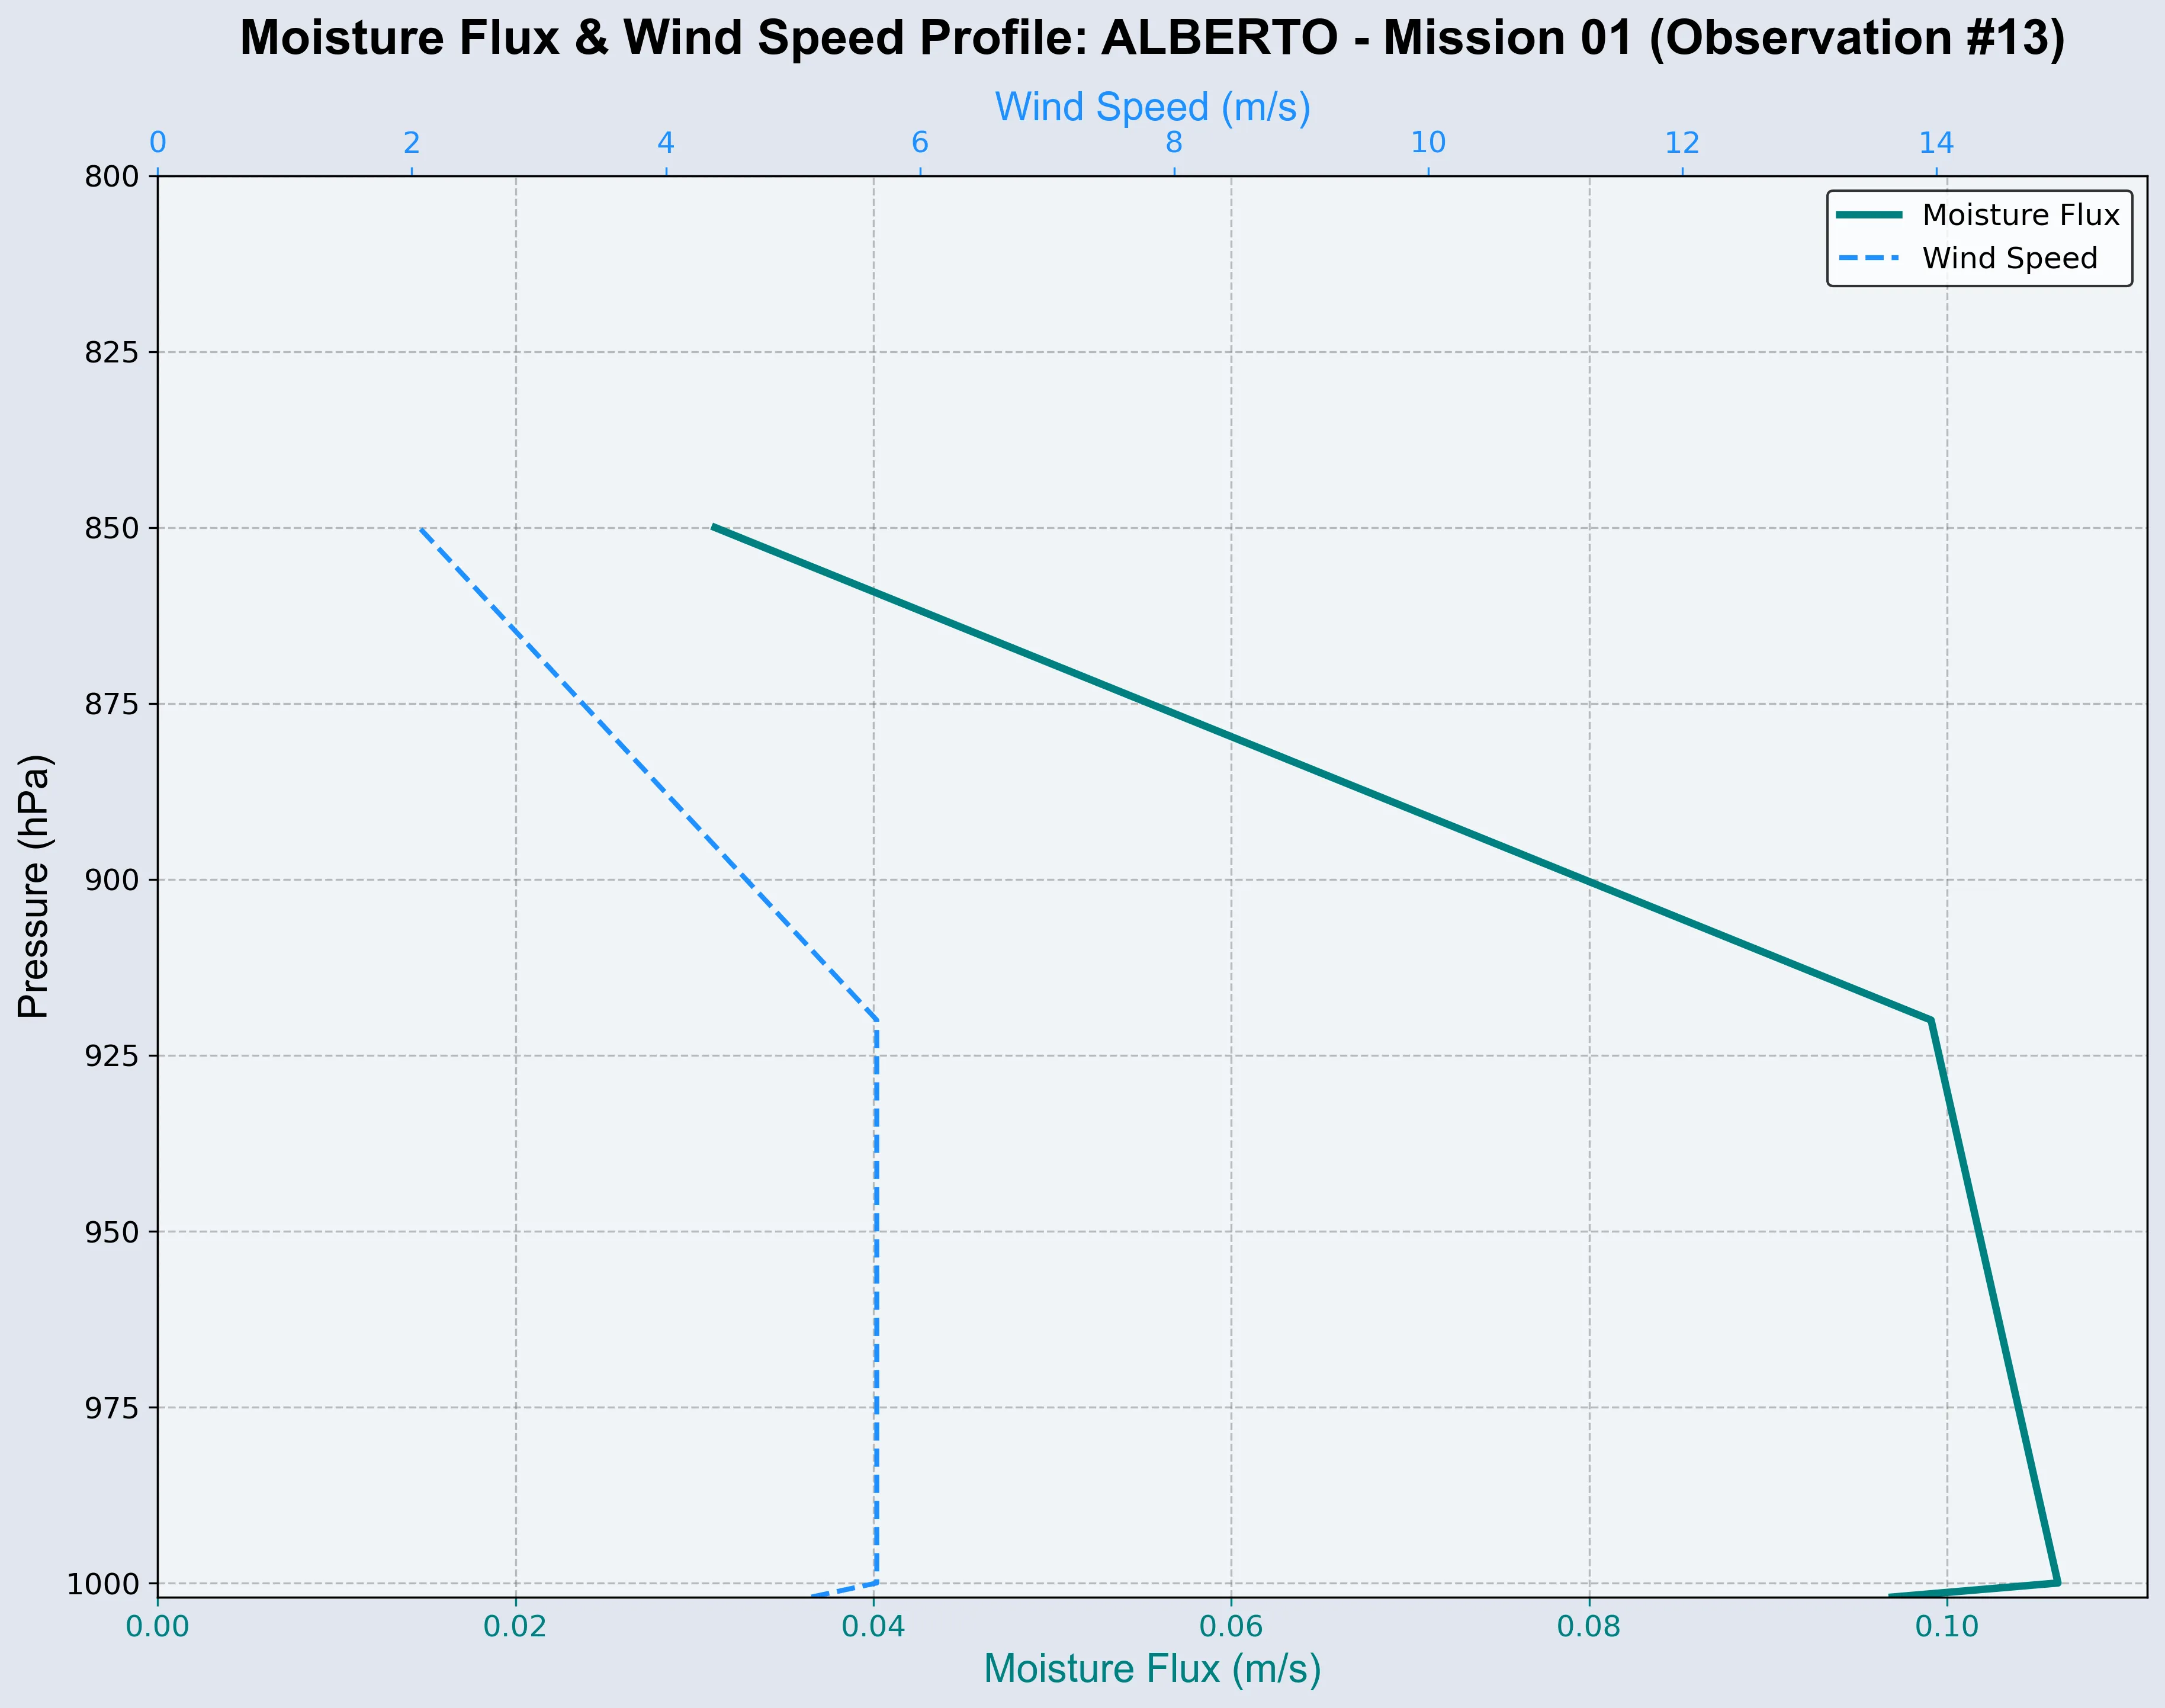 Moisture Flux & Wind Speed Profile: ALBERTO - Mission 01 (Observation #13)
Wind Speed (m/s)
0 2 4 6 8 10 12 14
Moisture Flux
Wind Speed
Pressure (hPa)
800
825
850
875
900
925
950
975
1000
0.00 0.02 0.04 0.06 0.08 0.10
Moisture Flux (m/s)